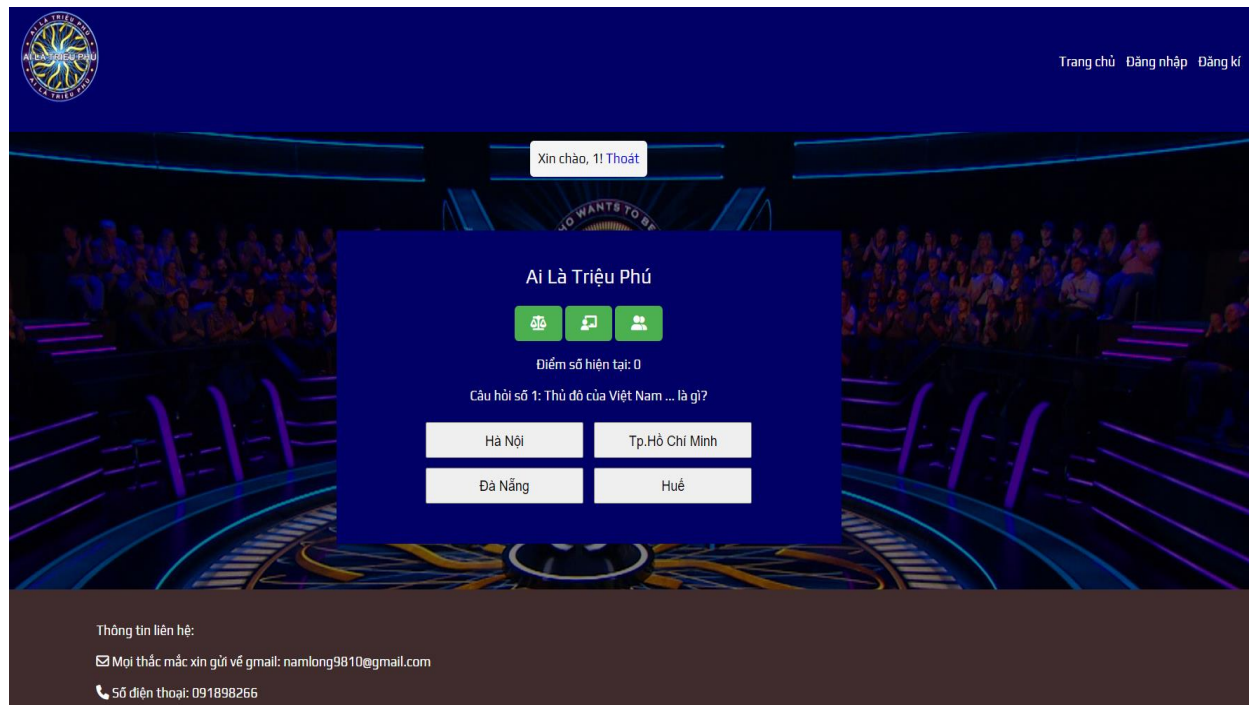 AI LÀ TRIỆU PHÚ
Trang chủ Đăng nhập Đăng kí
Xin chào, 1! Thoát
WANTS TO BE
Ai Là Triệu Phú
Điểm số hiện tại: 0
Câu hỏi số 1: Thủ đô của Việt Nam ... là gì?
Hà Nội Tp.Hồ Chí Minh
Đà Nẵng Huế
Thông tin liên hệ:
Mọi thắc mắc xin gửi về gmail: namlong9810@gmail.com
Số điện thoại: 091898266